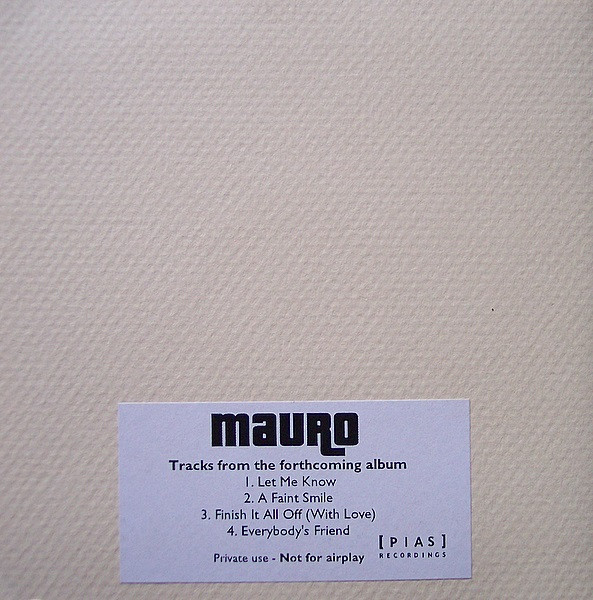 mauro
Tracks from the forthcoming album
1. Let Me Know
2. A Faint Smile
3. Finish It All Off (With Love)
4. Everybody's Friend
[PIAS]
RECORDINGS
Private use - Not for airplay